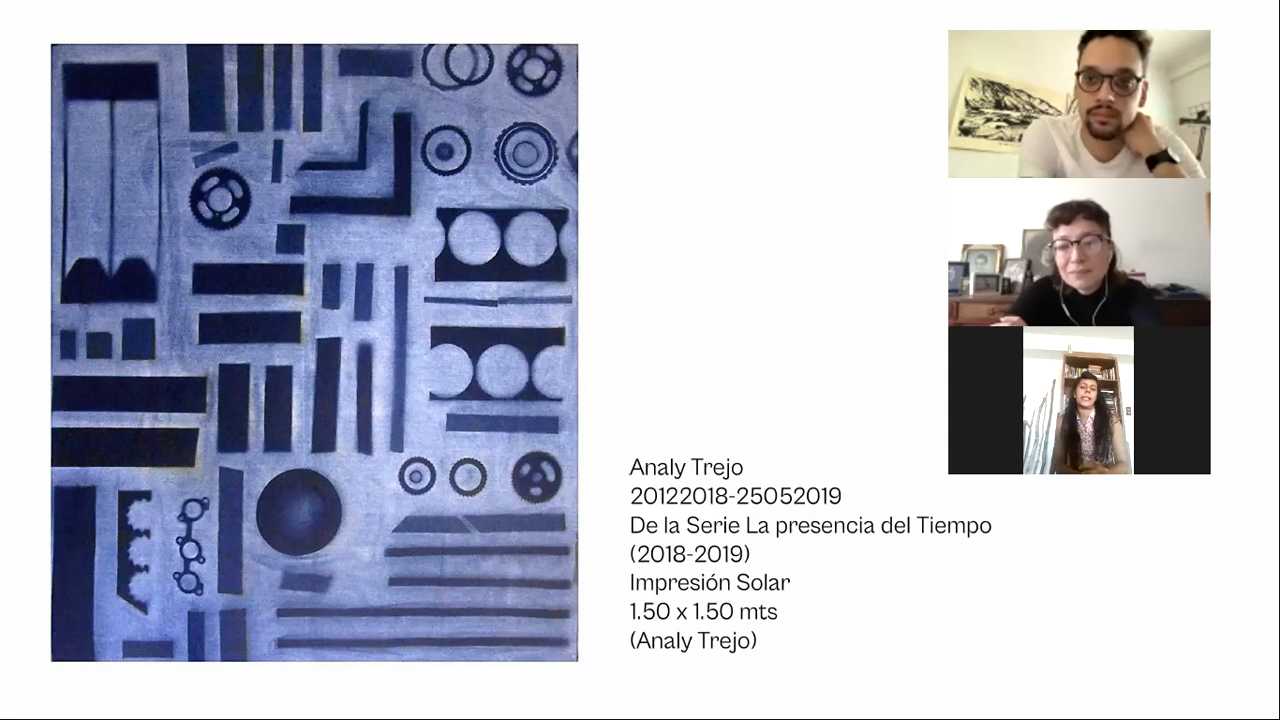 Analy Trejo
20122018-25052019
De la Serie La presencia del Tiempo
(2018-2019)
Impresión Solar
1.50 x 1.50 mts
(Analy Trejo)